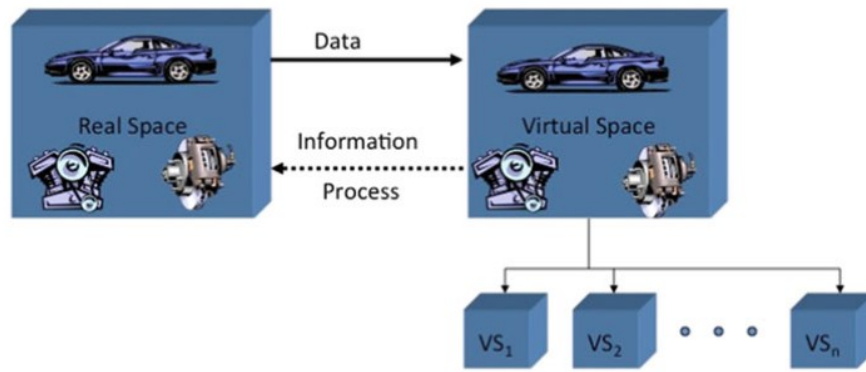 Data
Real Space
Virtual Space
Information
Process
VS₁
VS₂
VSₙ